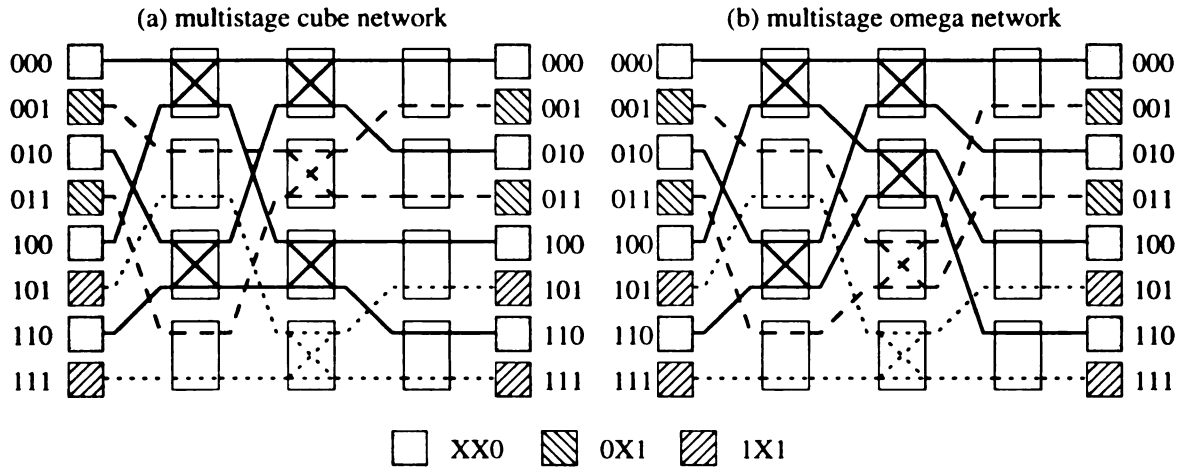 (a) multistage cube network (b) multistage omega network
000 000 000 000
001 001 001 001
010 010 010 010
011 011 011 011
100 100 100 100
101 101 101 101
110 110 110 110
111 111 111 111
XX0 0X1 1X1